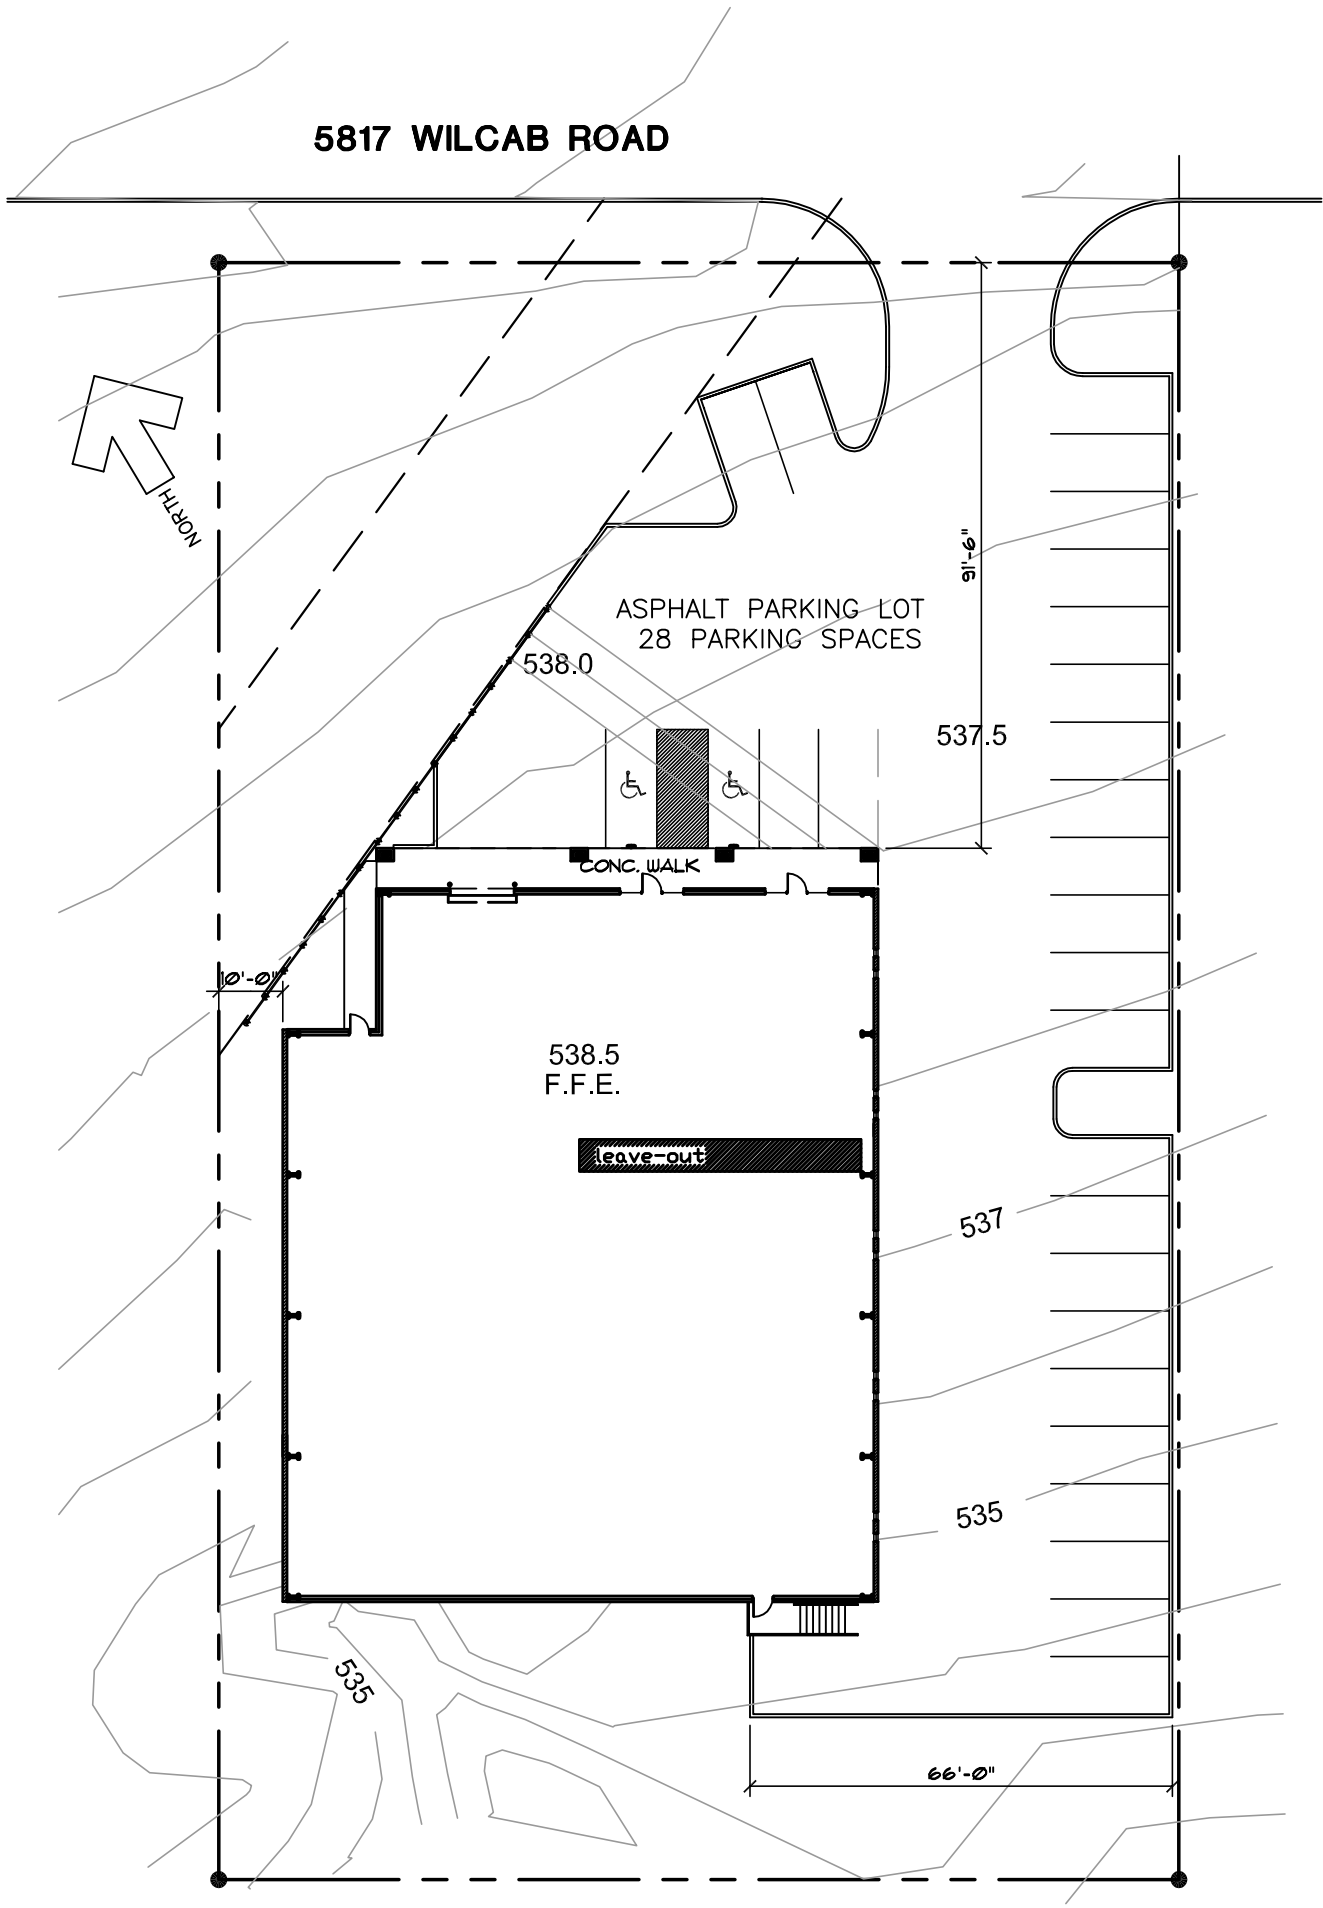 5817 WILCAB ROAD
NORTH
91'-6"
ASPHALT PARKING LOT
28 PARKING SPACES
538.0
537.5
CONC. WALK
10'-0"
538.5
F.F.E.
leave-out
537
535
535
66'-0"